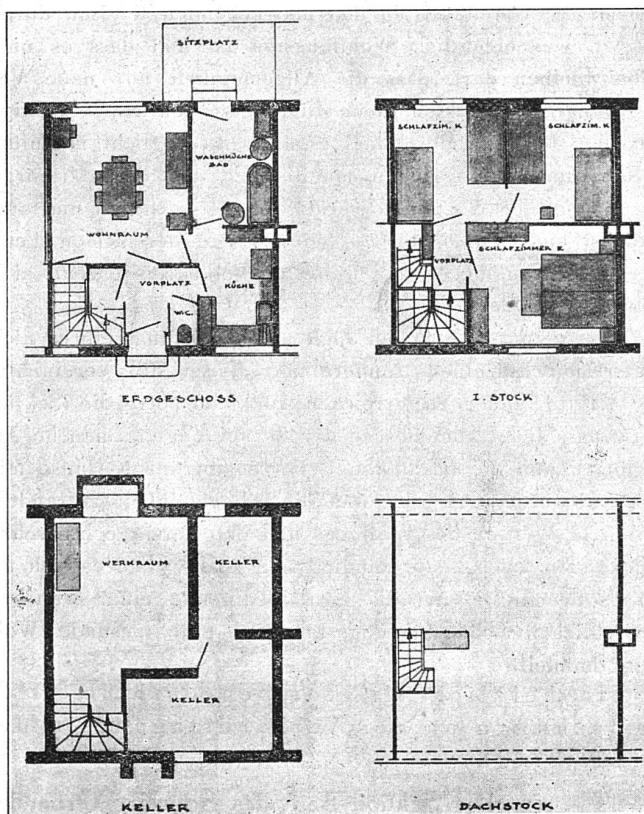 SITZPLATZ
WASCHKÜCHE
BAD
WOHNRAUM
VORPLATZ
KÜCHE
W.C.
ERDGESCHOSS
SCHLAFZIM. K
SCHLAFZIM. K
SCHLAFZIMMER E
VORPLATZ
I. STOCK
WERKRAUM
KELLER
KELLER
KELLER
DACHSTOCK